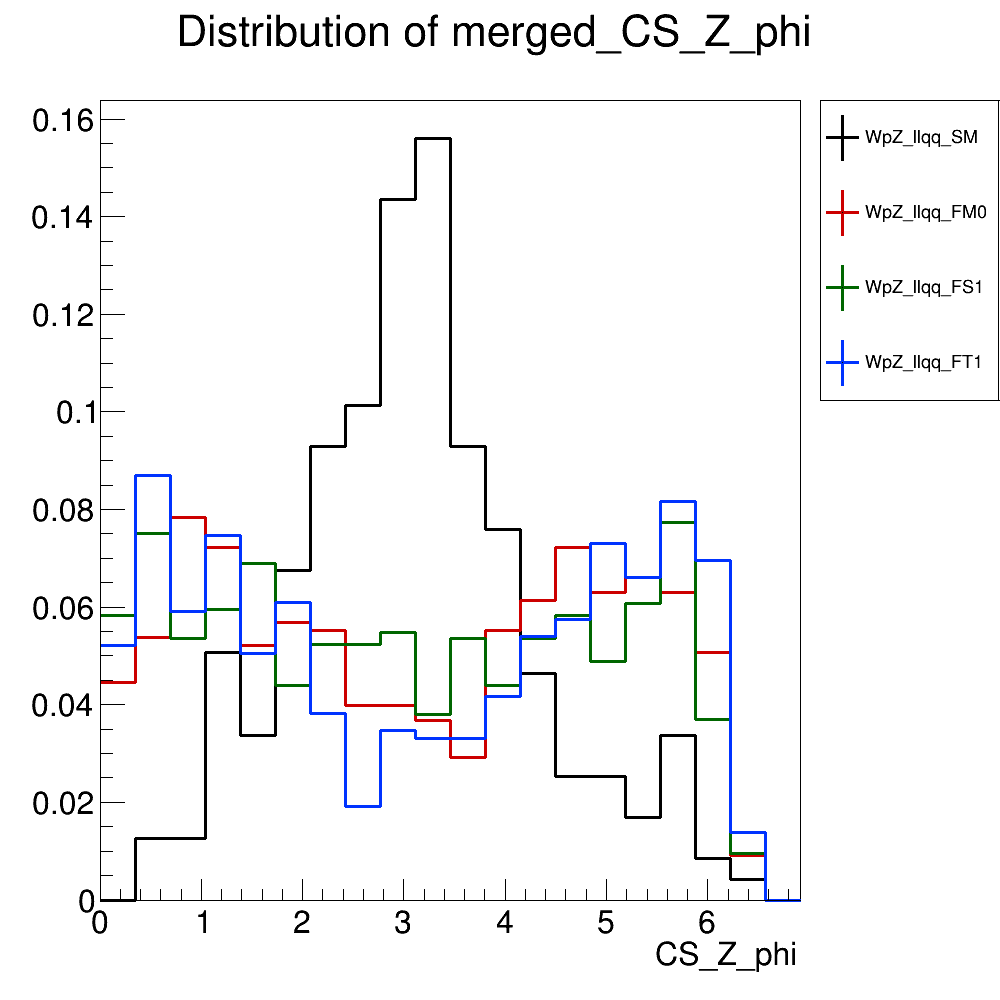 Distribution of merged_CS_Z_phi
0.16
0.14
0.12
0.1
0.08
0.06
0.04
0.02
0
0 1 2 3 4 5 6
CS_Z_phi
WpZ_llqq_SM
WpZ_llqq_FM0
WpZ_llqq_FS1
WpZ_llqq_FT1